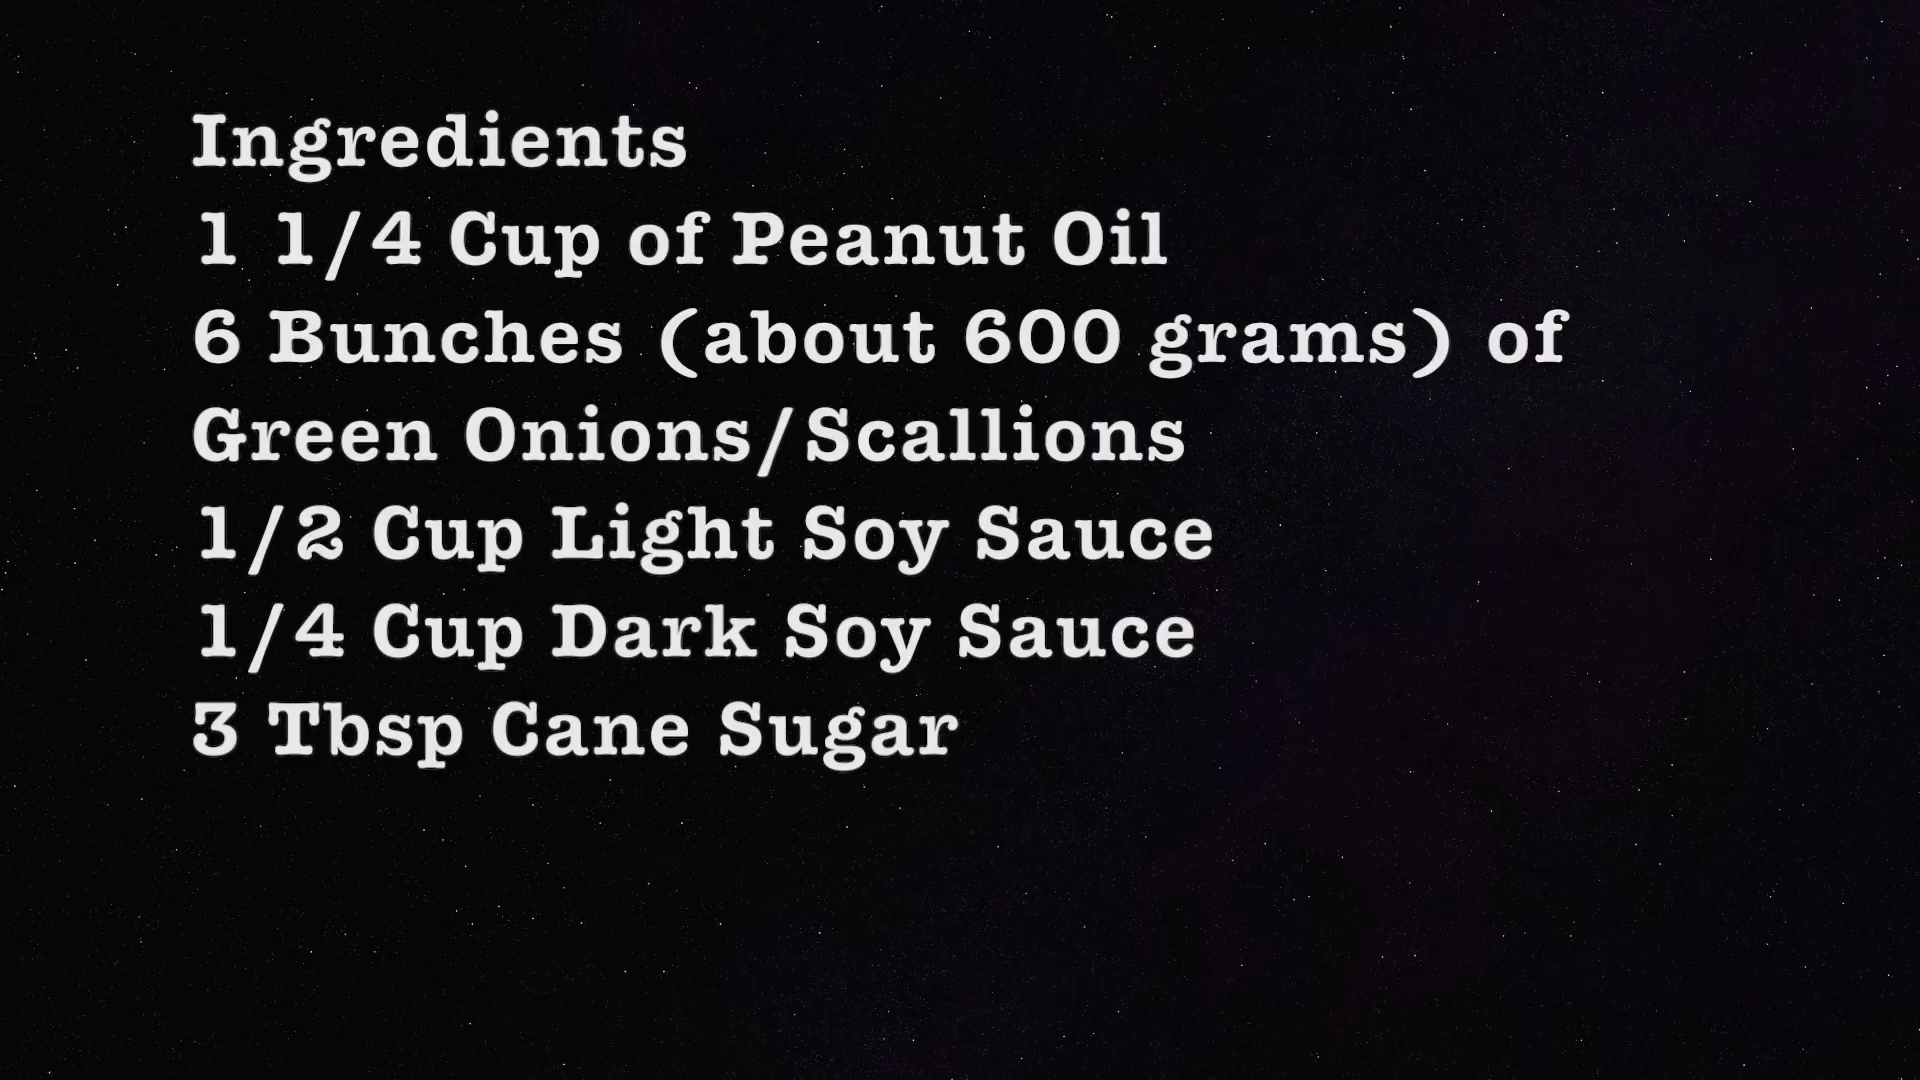 Ingredients
1 1/4 Cup of Peanut Oil
6 Bunches (about 600 grams) of
Green Onions/Scallions
1/2 Cup Light Soy Sauce
1/4 Cup Dark Soy Sauce
3 Tbsp Cane Sugar